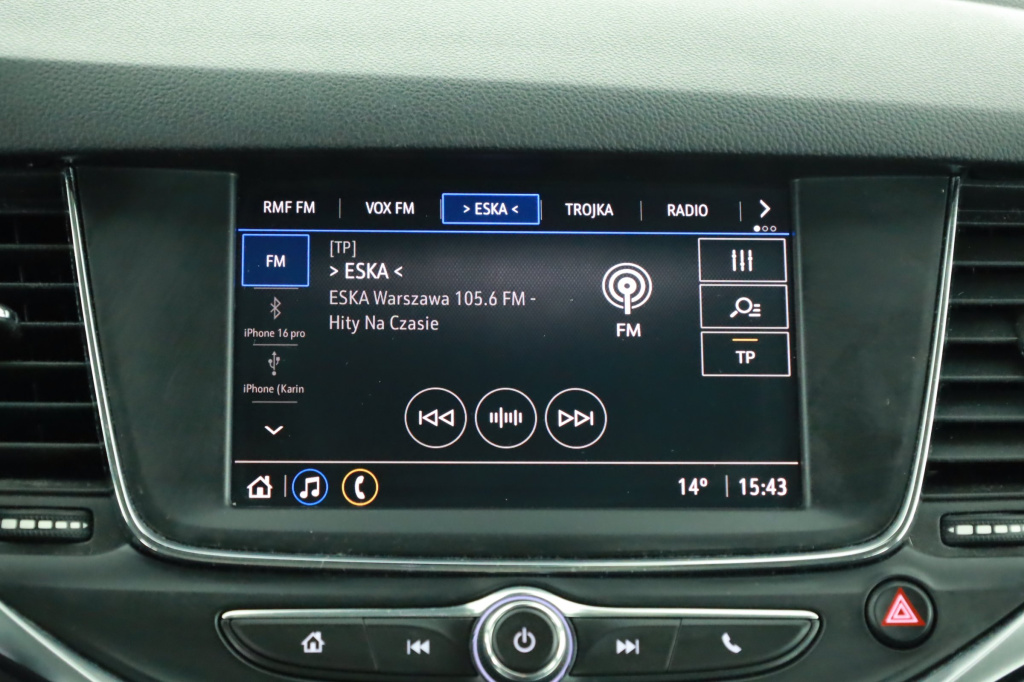 RMF FM
VOX FM
> ESKA <
TROJKA
RADIO
FM
[TP]
> ESKA <
ESKA Warszawa 105.6 FM -
Hity Na Czasie
FM
iPhone 16 pro
TP
iPhone (Karin
14º
15:43